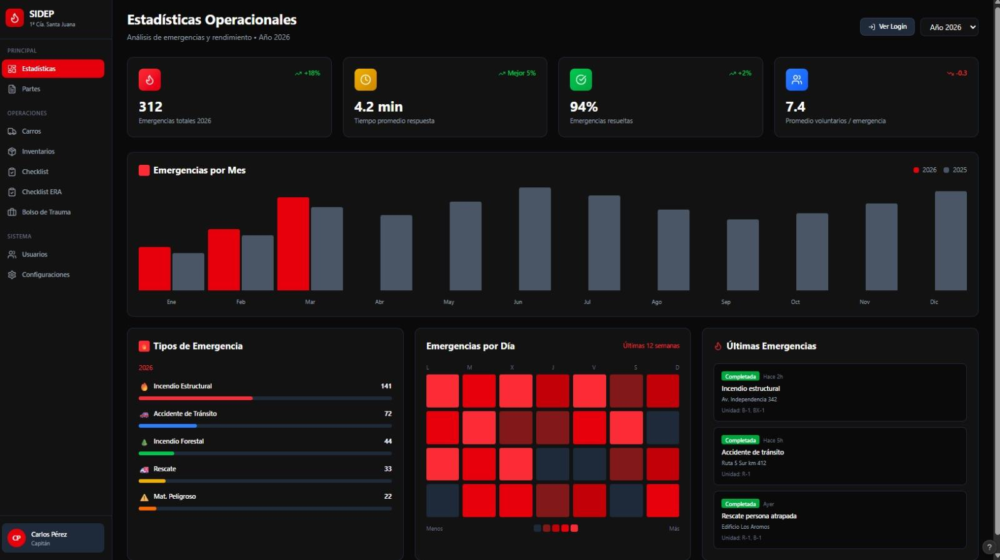 SIDEP
1ª Cía. Santa Juana
PRINCIPAL
Estadísticas
Partes
OPERACIONES
Carros
Inventarios
Checklist
Checklist ERA
Bolso de Trauma
SISTEMA
Usuarios
Configuraciones
CP
Carlos Pérez
Capitán
Estadísticas Operacionales
Análisis de emergencias y rendimiento • Año 2026
Ver Login
Año 2026
+18%
312
Emergencias totales 2026
Mejor 5%
4.2 min
Tiempo promedio respuesta
+2%
94%
Emergencias resueltas
-0.3
7.4
Promedio voluntarios / emergencia
Emergencias por Mes
2026 2025
Ene Feb Mar Abr May Jun Jul Ago Sep Oct Nov Dic
Tipos de Emergencia
2026
Incendio Estructural 141
Accidente de Tránsito 72
Incendio Forestal 44
Rescate 33
Mat. Peligroso 22
Emergencias por Día
Últimas 12 semanas
L M X J V S D
Menos Más
Últimas Emergencias
Completada Hace 2h
Incendio estructural
Av. Independencia 342
Unidad: B-1, BX-1
Completada Hace 5h
Accidente de tránsito
Ruta 5 Sur km 412
Unidad: R-1
Completada Ayer
Rescate persona atrapada
Edificio Los Aromos
Unidad: R-1, B-1
?